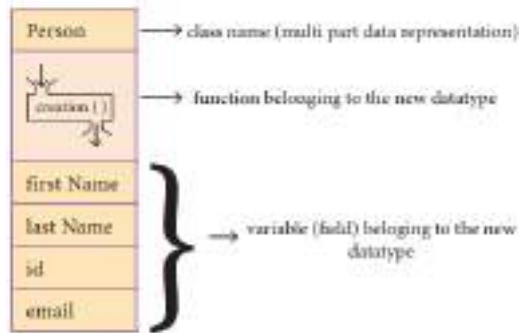 Person
class name (multi part data representation)
creation ( )
function belonging to the new datatype
first Name
last Name
id
email
variable (field) beloging to the new
datatype